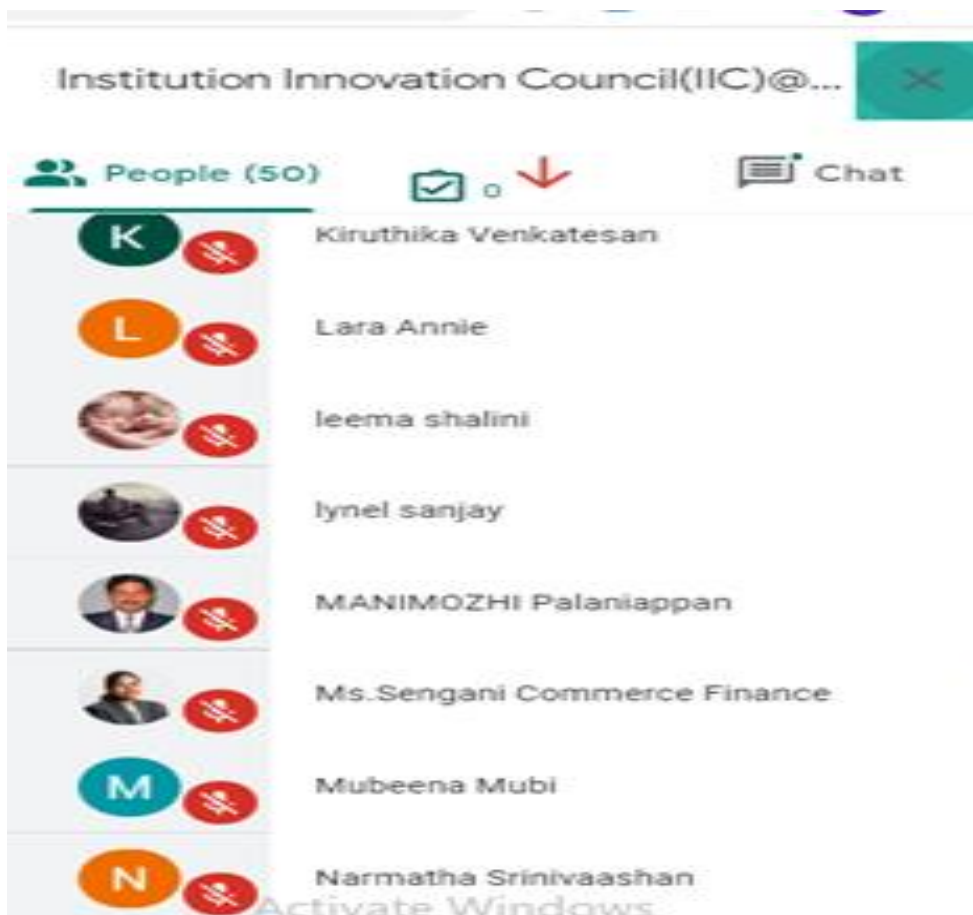 Institution Innovation Council(IIC)@...
People (50) 0 Chat
K Kiruthika Venkatesan
L Lara Annie
leema shalini
lynel sanjay
MANIMOZHI Palaniappan
Ms.Sengani Commerce Finance
M Mubeena Mubi
N Narmatha Srinivaashan
Activate Windows